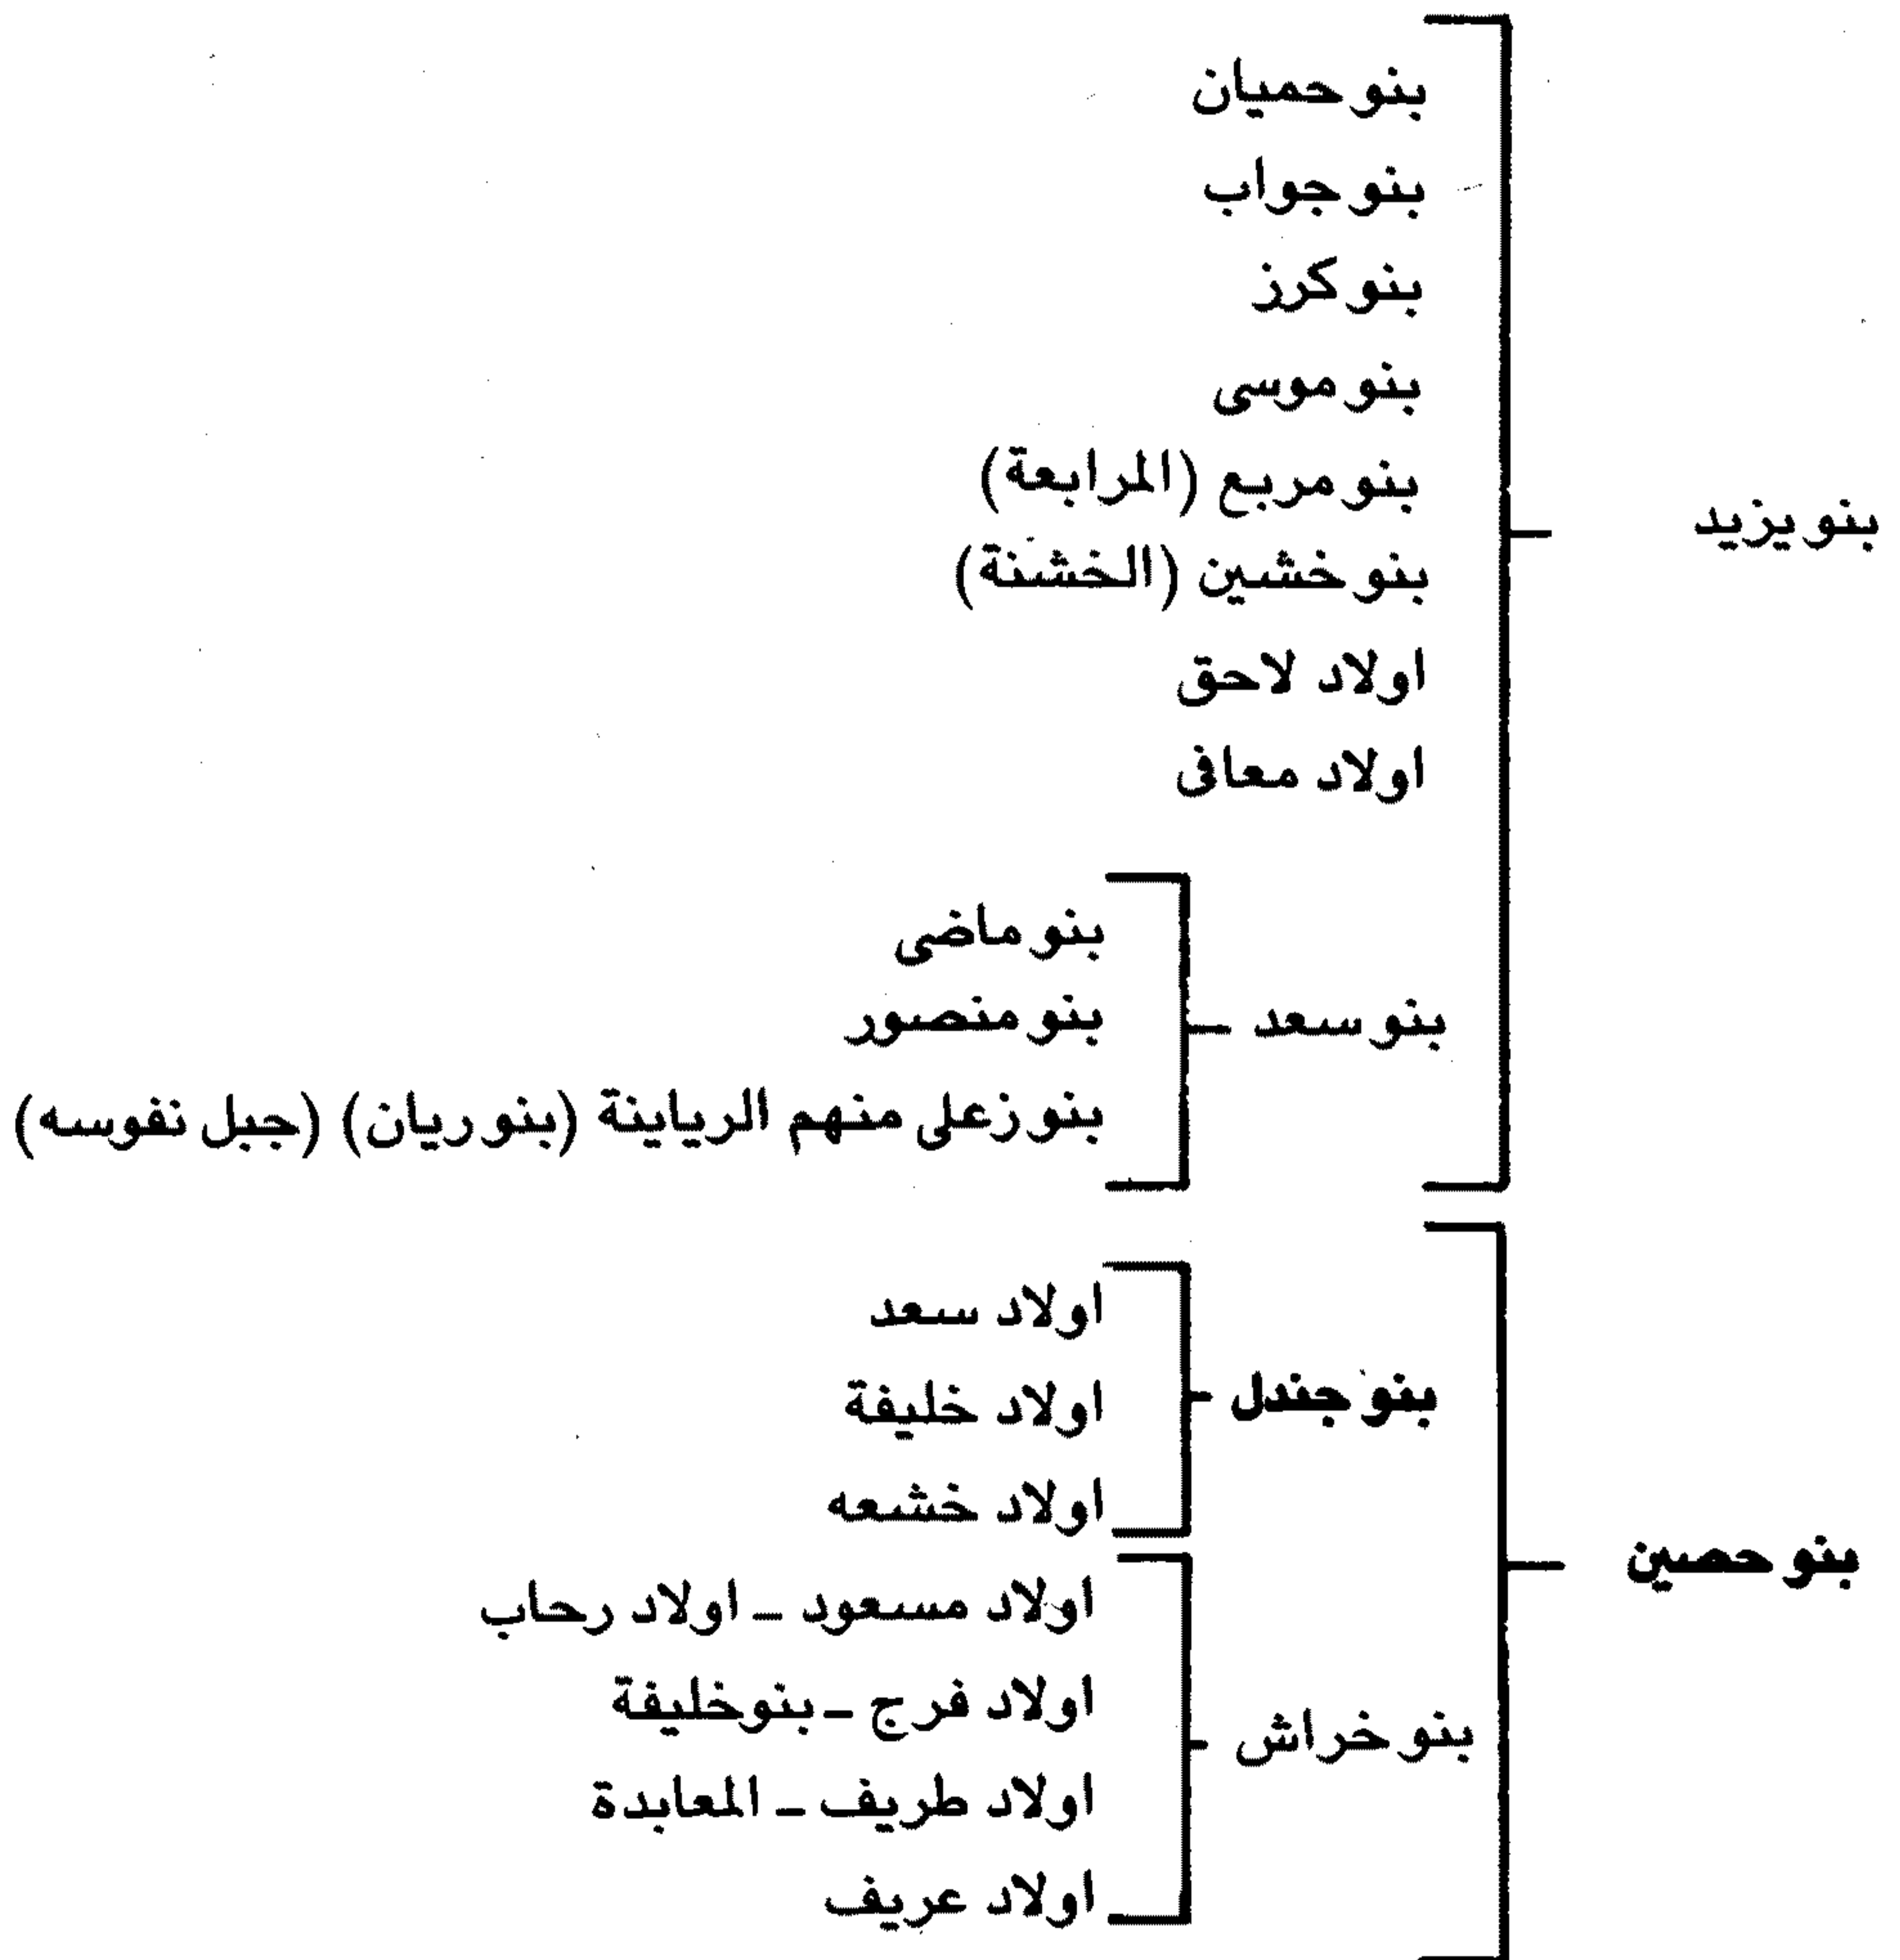 بنو يزيد
بنو حميان
بنو جواب
بنو كرز
بنو موسى
بنو مربع (المرابعة)
بنو خشين (الخشنة)
اولاد لاحق
اولاد معافى
بنو سعد
بنو ماضى
بنو منصور
بنو زعلى منهم الرياينة (بنو ريان) (جبل نفوسه)
بنو حصين
بنو جندل
اولاد سعد
اولاد خليفة
اولاد خشعه
بنو خراش
اولاد مسعود ـ اولاد رحاب
اولاد فرج ـ بنو خليفة
اولاد طريف ـ المعابدة
اولاد عريف